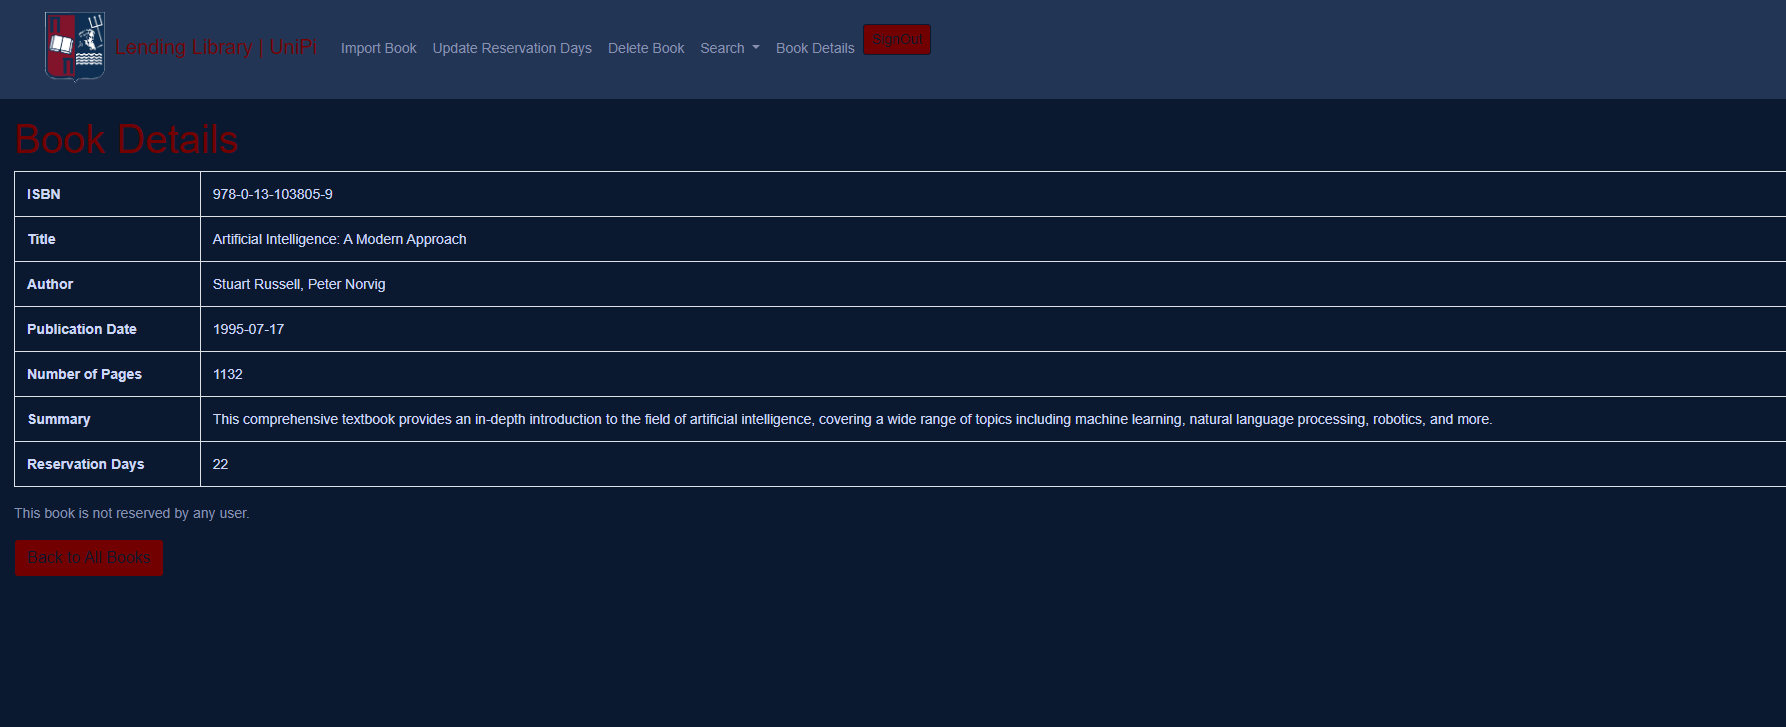 Lending Library | UniPi Import Book Update Reservation Days Delete Book Search Book Details SignOut
Book Details
ISBN 978-0-13-103805-9
Title Artificial Intelligence: A Modern Approach
Author Stuart Russell, Peter Norvig
Publication Date 1995-07-17
Number of Pages 1132
Summary This comprehensive textbook provides an in-depth introduction to the field of artificial intelligence, covering a wide range of topics including machine learning, natural language processing, robotics, and more.
Reservation Days 22
This book is not reserved by any user.
Back to All Books